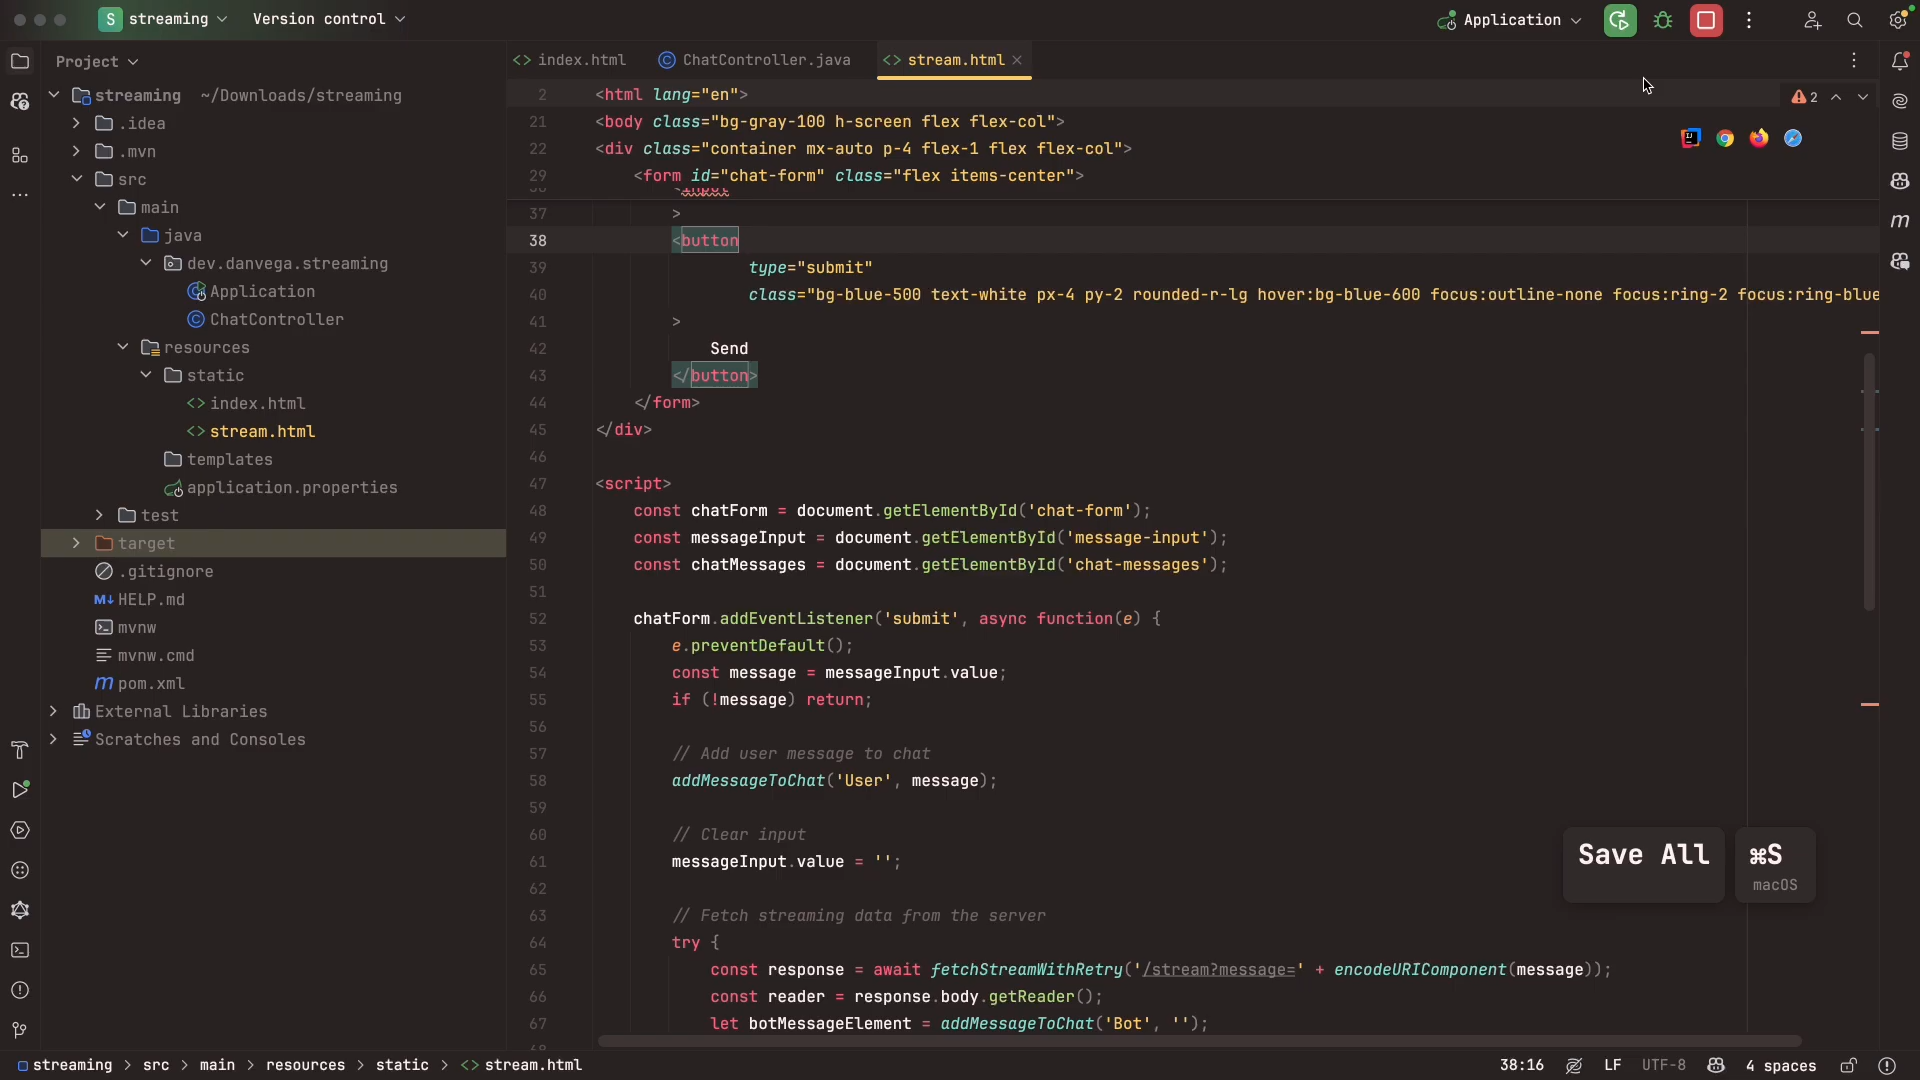 S streaming Version control Application
Project
index.html ChatController.java stream.html
streaming ~/Downloads/streaming
.idea
.mvn
src
main
java
dev.danvega.streaming
Application
ChatController
resources
static
index.html
stream.html
templates
application.properties
test
target
.gitignore
M↓ HELP.md
mvnw
mvnw.cmd
m pom.xml
External Libraries
Scratches and Consoles
2 <html lang="en"> 2
21 <body class="bg-gray-100 h-screen flex flex-col">
22 <div class="container mx-auto p-4 flex-1 flex flex-col">
29 <form id="chat-form" class="flex items-center">
<input
37 >
38 <button
39 type="submit"
40 class="bg-blue-500 text-white px-4 py-2 rounded-r-lg hover:bg-blue-600 focus:outline-none focus:ring-2 focus:ring-blue
41 >
42 Send
43 </button>
44 </form>
45 </div>
46
47 <script>
48 const chatForm = document.getElementById('chat-form');
49 const messageInput = document.getElementById('message-input');
50 const chatMessages = document.getElementById('chat-messages');
51
52 chatForm.addEventListener('submit', async function(e) {
53 e.preventDefault();
54 const message = messageInput.value;
55 if (!message) return;
56
57 // Add user message to chat
58 addMessageToChat('User', message);
59
60 // Clear input
61 messageInput.value = '';
62
63 // Fetch streaming data from the server
64 try {
65 const response = await fetchStreamWithRetry('/stream?message=' + encodeURIComponent(message));
66 const reader = response.body.getReader();
67 let botMessageElement = addMessageToChat('Bot', '');
Save All ⌘S
macOS
m
streaming > src > main > resources > static > stream.html 38:16 LF UTF-8 4 spaces